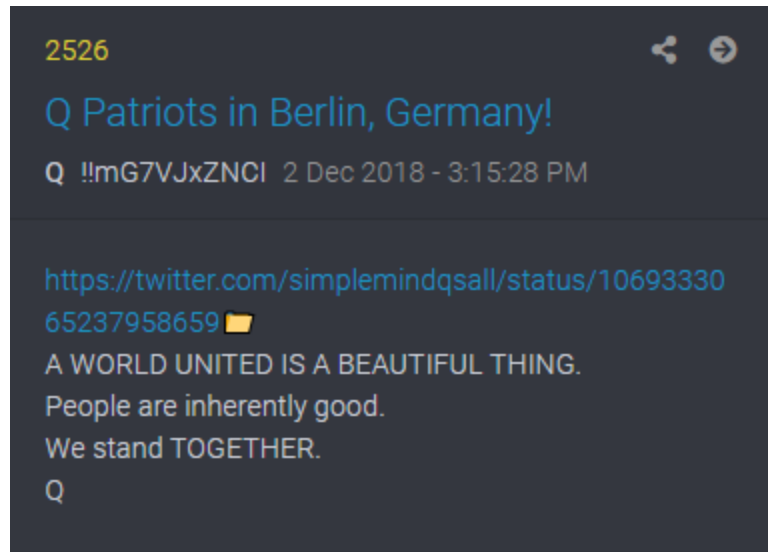 2526
Q Patriots in Berlin, Germany!
Q !!mG7VJxZNCI 2 Dec 2018 - 3:15:28 PM
https://twitter.com/simplemindqsall/status/10693330
65237958659
A WORLD UNITED IS A BEAUTIFUL THING.
People are inherently good.
We stand TOGETHER.
Q